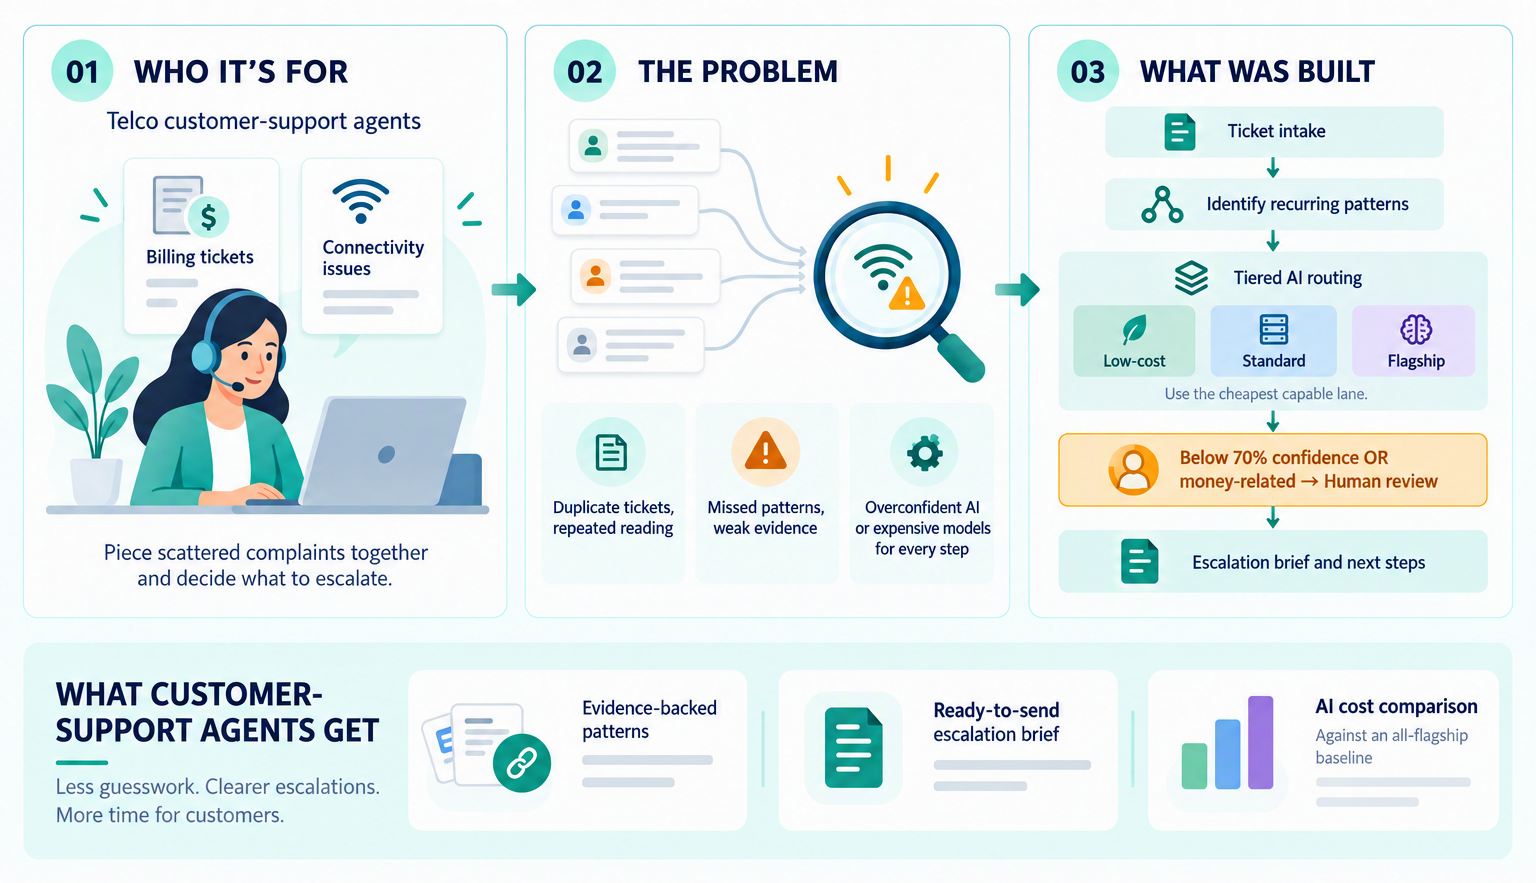 01 WHO IT'S FOR
Telco customer-support agents
$
Billing tickets
Connectivity
issues
Piece scattered complaints together
and decide what to escalate.
02 THE PROBLEM
Duplicate tickets,
repeated reading
Missed patterns,
weak evidence
Overconfident AI
or expensive models
for every step
03 WHAT WAS BUILT
Ticket intake
Identify recurring patterns
Tiered AI routing
Low-cost
Standard
Flagship
Use the cheapest capable lane.
Below 70% confidence OR
money-related → Human review
Escalation brief and next steps
WHAT CUSTOMER-
SUPPORT AGENTS GET
Less guesswork. Clearer escalations.
More time for customers.
Evidence-backed
patterns
Ready-to-send
escalation brief
AI cost comparison
Against an all-flagship
baseline